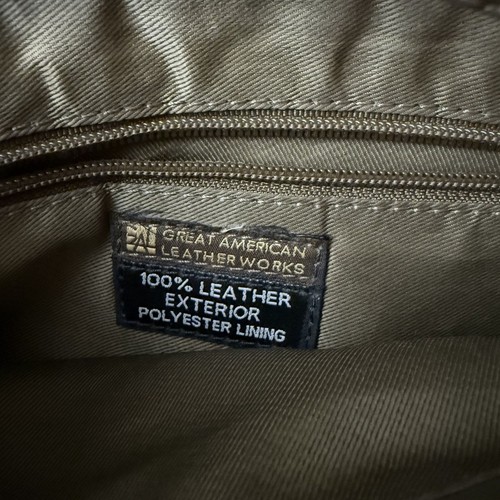 GREAT AMERICAN
LEATHERWORKS
100% LEATHER
EXTERIOR
POLYESTER LINING